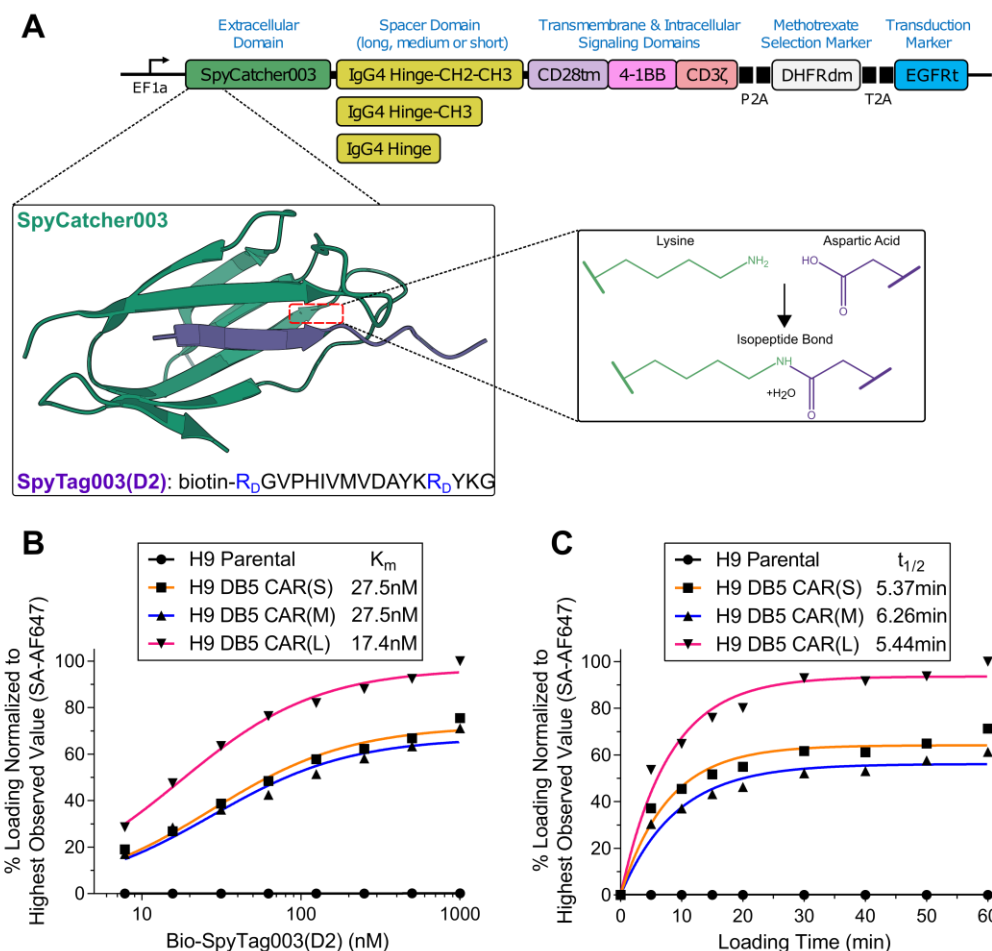 A
Extracellular
Domain
Spacer Domain
(long, medium or short)
Transmembrane & Intracellular
Signaling Domains
Methotrexate
Selection Marker
Transduction
Marker
EF1a
SpyCatcher003
IgG4 Hinge-CH2-CH3
CD28tm
4-1BB
CD3ζ
P2A
DHFRdm
T2A
EGFRt
IgG4 Hinge-CH3
IgG4 Hinge
SpyCatcher003
SpyTag003(D2): biotin-R_DGVPHIVMVDAYKR_DYKG
Lysine
Aspartic Acid
NH₂
HO
O
Isopeptide Bond
NH
+H₂O
O
B
H9 Parental K_m
H9 DB5 CAR(S) 27.5nM
H9 DB5 CAR(M) 27.5nM
H9 DB5 CAR(L) 17.4nM
% Loading Normalized to
Highest Observed Value (SA-AF647)
100
80
60
40
20
0
10 100 1000
Bio-SpyTag003(D2) (nM)
C
H9 Parental t_1/2
H9 DB5 CAR(S) 5.37min
H9 DB5 CAR(M) 6.26min
H9 DB5 CAR(L) 5.44min
% Loading Normalized to
Highest Observed Value (SA-AF647)
100
80
60
40
20
0
0 10 20 30 40 50 60
Loading Time (min)